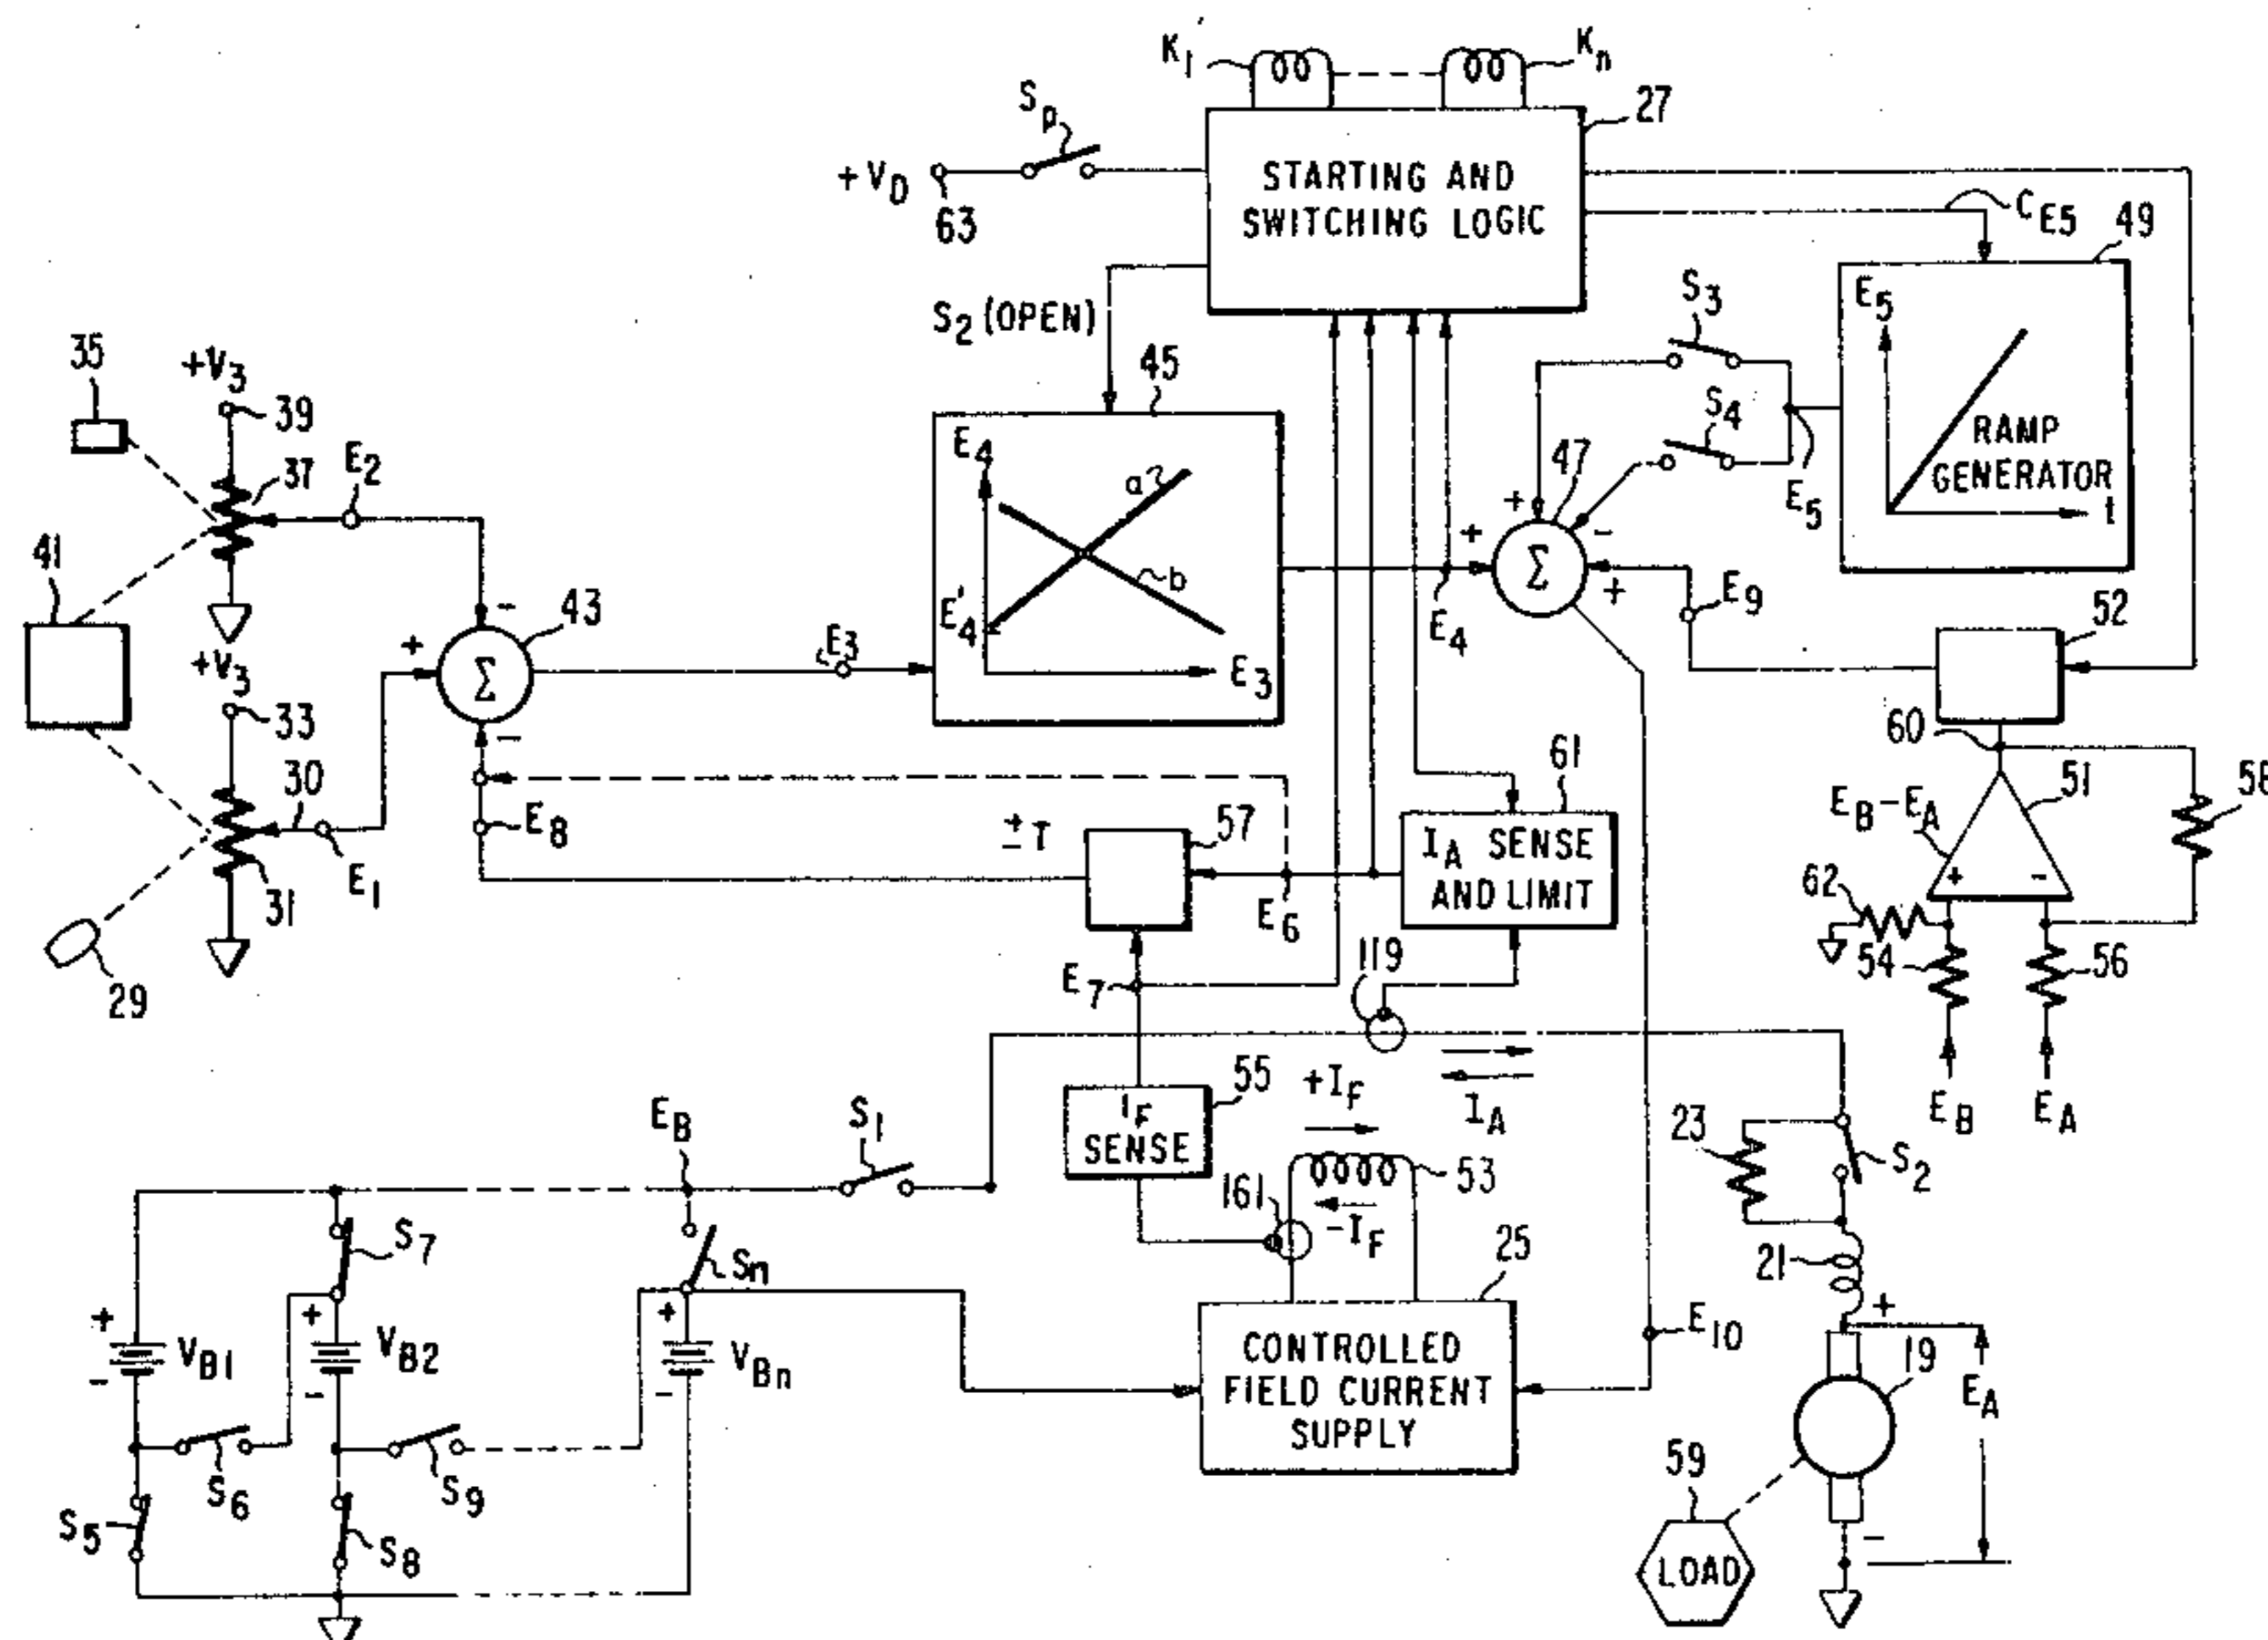 K1
Kn
Sp
27
+VD
63
STARTING AND
SWITCHING LOGIC
CE5
49
S2 (OPEN)
S3
E5
35
+V3
39
45
S4
47
RAMP
GENERATOR
t
E5
E2
37
E4
a
b
E'4
E3
+
-
+
-
+
Σ
E4
E9
52
41
+V3
33
-
+
-
43
Σ
E3
30
E1
31
29
E8
±T
57
E6
61
IA SENSE
AND LIMIT
60
EB-EA
51
58
+
-
62
54
56
EB
EA
E7
119
IA
55
IF
SENSE
+IF
53
-IF
161
EB
S1
23
S2
21
S7
Sn
25
E10
+
VB1
-
+
VB2
-
+
VBn
-
CONTROLLED
FIELD CURRENT
SUPPLY
+
19
EA
-
S6
S9
S5
S8
59
LOAD